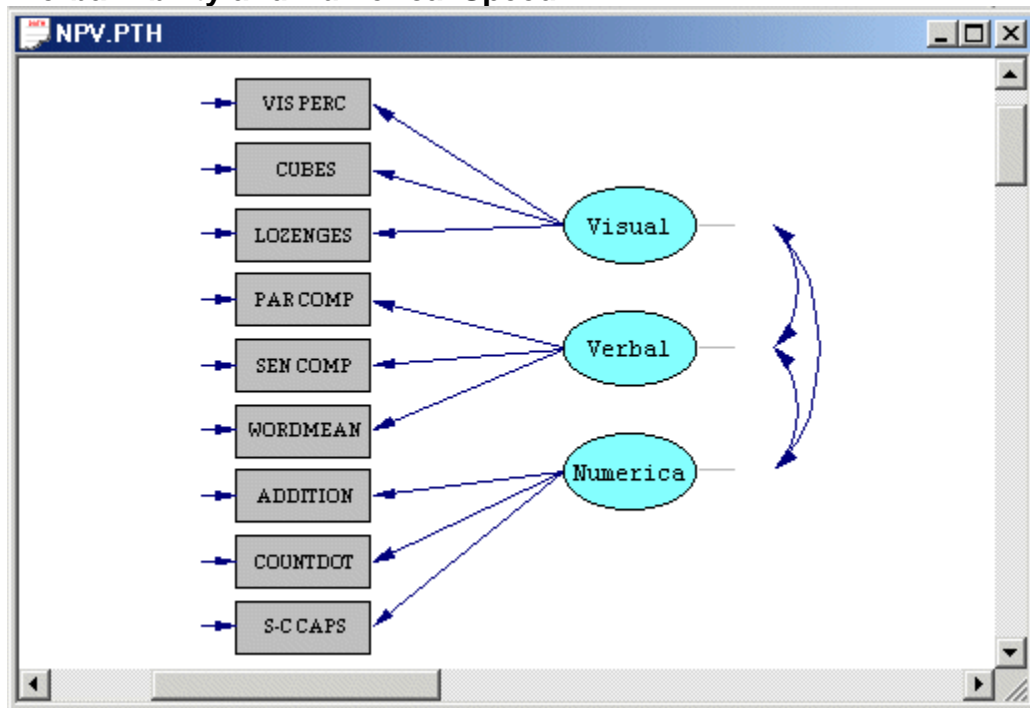 NPV.PTH
VIS PERC
CUBES
LOZENGES
PAR COMP
SEN COMP
WORDMEAN
ADDITION
COUNTDOT
S-C CAPS
Visual
Verbal
Numerica